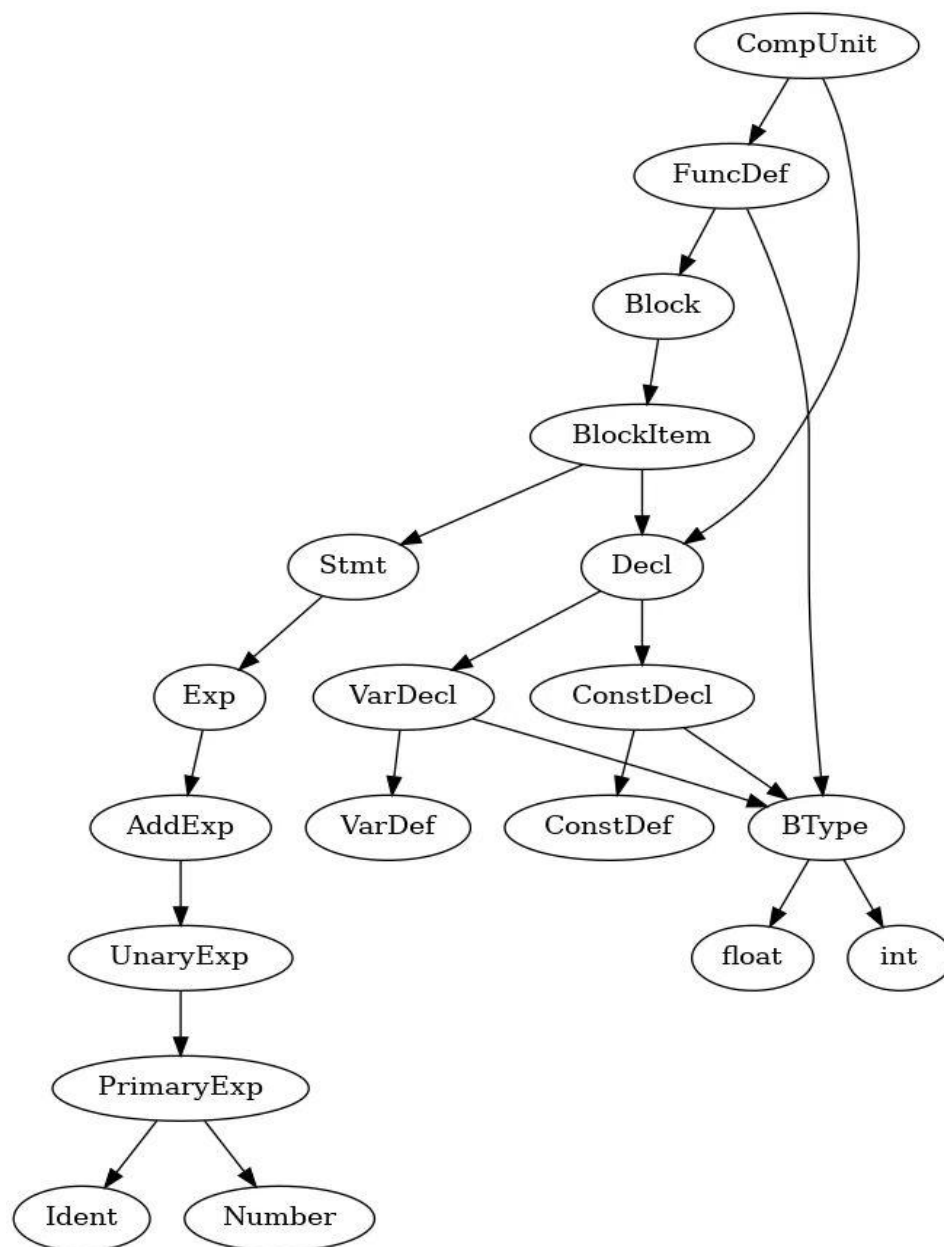 CompUnit
FuncDef
Block
BlockItem
Stmt
Decl
Exp
VarDecl
ConstDecl
AddExp
VarDef
ConstDef
BType
UnaryExp
float
int
PrimaryExp
Ident
Number